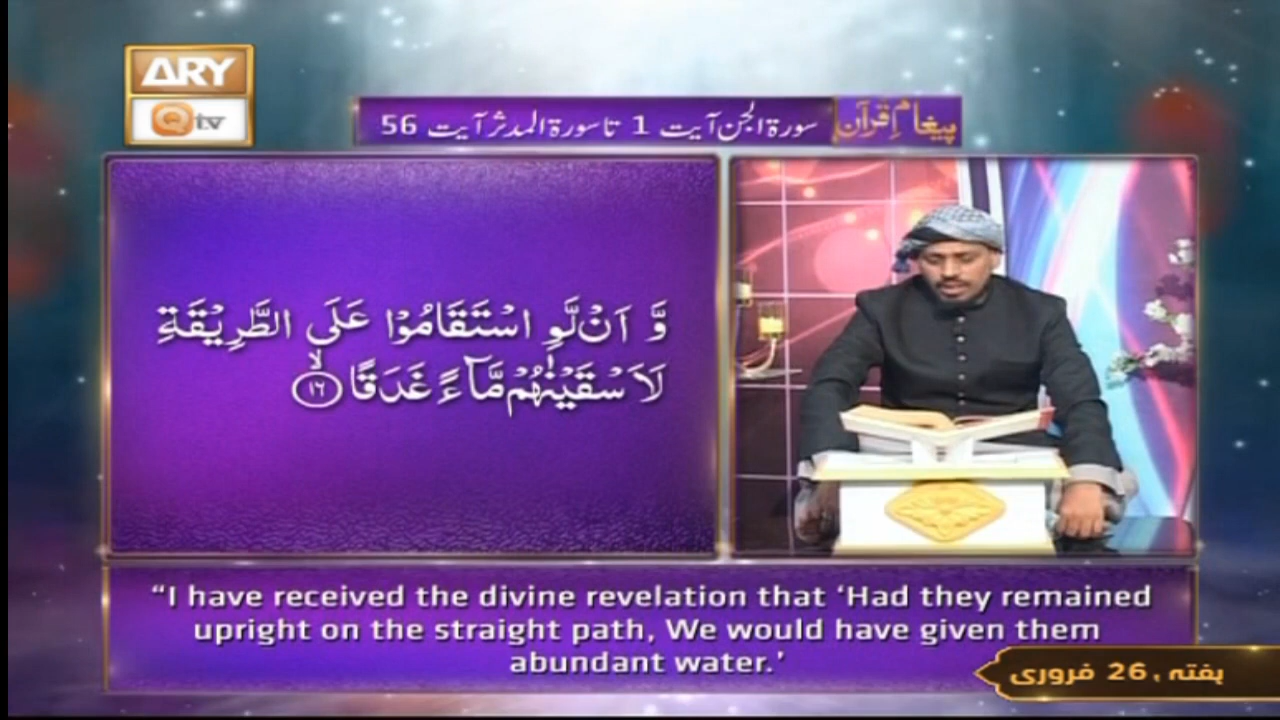 ARY
Qtv
پیغامِ قرآن
سورۃ الجن آیت 1 تا سورۃ المدثر آیت 56
وَّ اَنْ لَّوِ اسْتَقَامُوْا عَلَى الطَّرِیْقَةِ
لَاَ سْقَیْنٰهُمْ مَّآءً غَدَقًا ۙ﴿۱۶﴾
“I have received the divine revelation that ‘Had they remained
upright on the straight path, We would have given them
abundant water.’
ہفتہ , 26 فروری